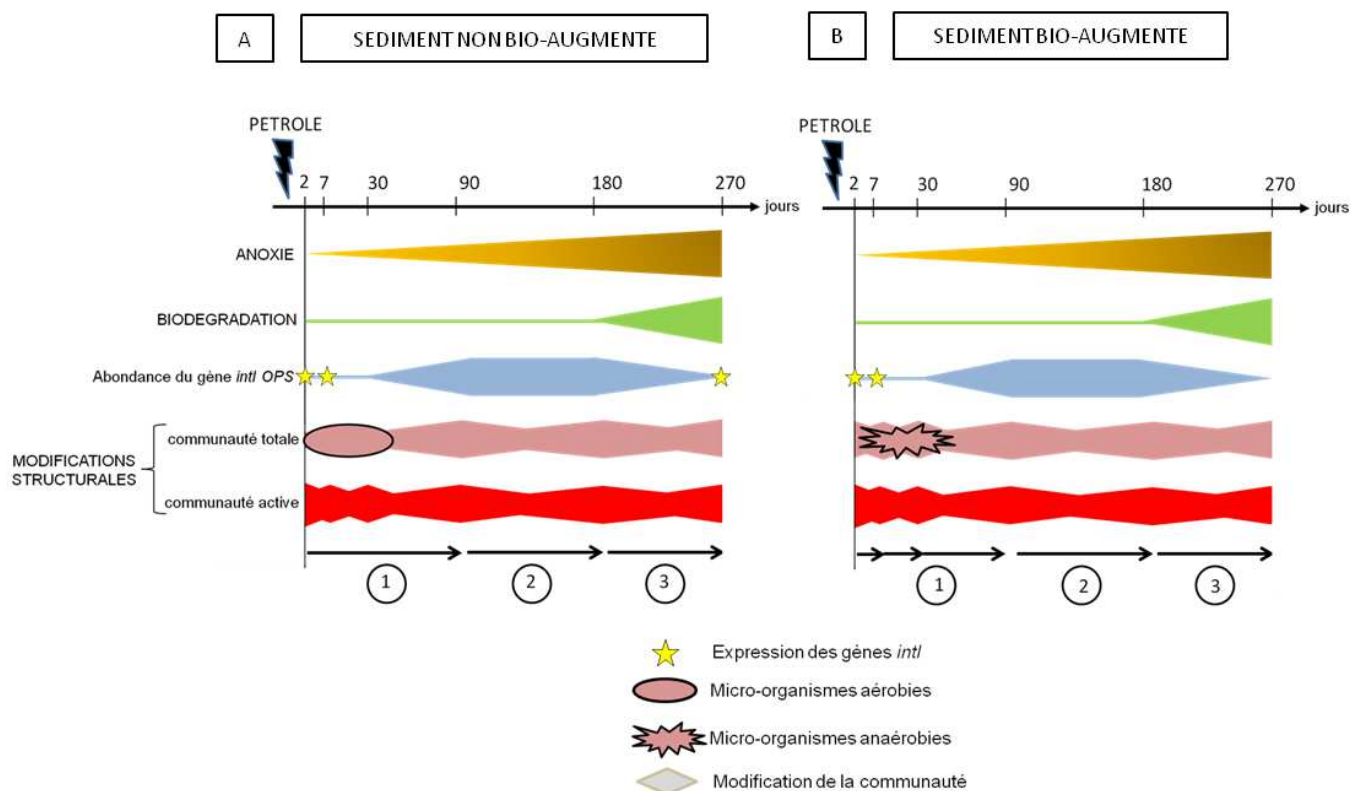 A
SEDIMENT NON BIO-AUGMENTE
B
SEDIMENT BIO-AUGMENTE
PETROLE
2 7 30 90 180 270
jours
PETROLE
2 7 30 90 180 270
jours
ANOXIE
BIODEGRADATION
Abondance du gène intI OPS
communauté totale
MODIFICATIONS
STRUCTURALES
communauté active
1 2 3
1 2 3
Expression des gènes intI
Micro-organismes aérobies
Micro-organismes anaérobies
Modification de la communauté